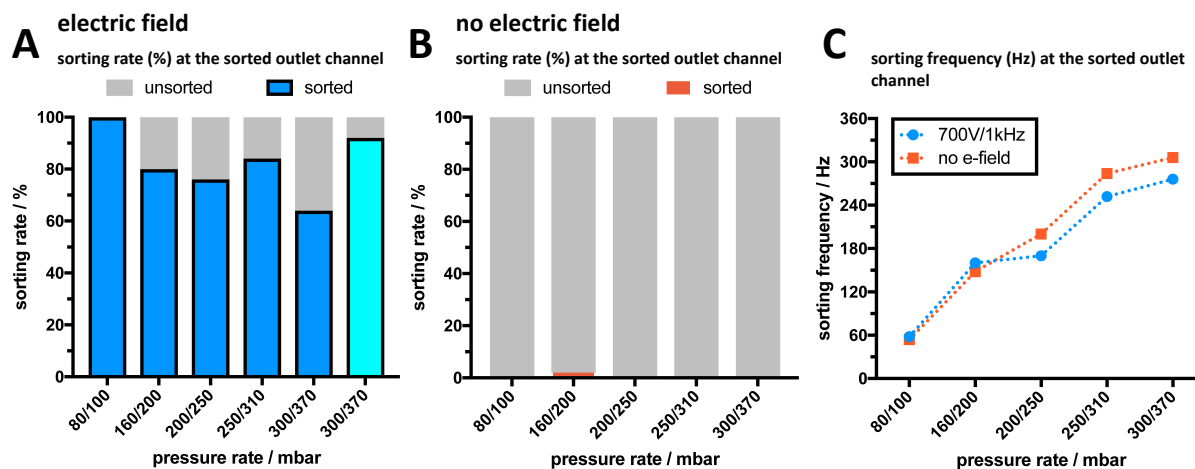 A
electric field
sorting rate (%) at the sorted outlet channel
unsorted
sorted
sorting rate / %
100
80
60
40
20
0
80/100
160/200
200/250
250/310
300/370
300/370
pressure rate / mbar
B
no electric field
sorting rate (%) at the sorted outlet channel
unsorted
sorted
sorting rate / %
100
80
60
40
20
0
80/100
160/200
200/250
250/310
300/370
pressure rate / mbar
C
sorting frequency (Hz) at the sorted outlet
channel
700V/1kHz
no e-field
sorting frequency / Hz
360
300
240
180
120
60
0
80/100
160/200
200/250
250/310
300/370
pressure rate / mbar